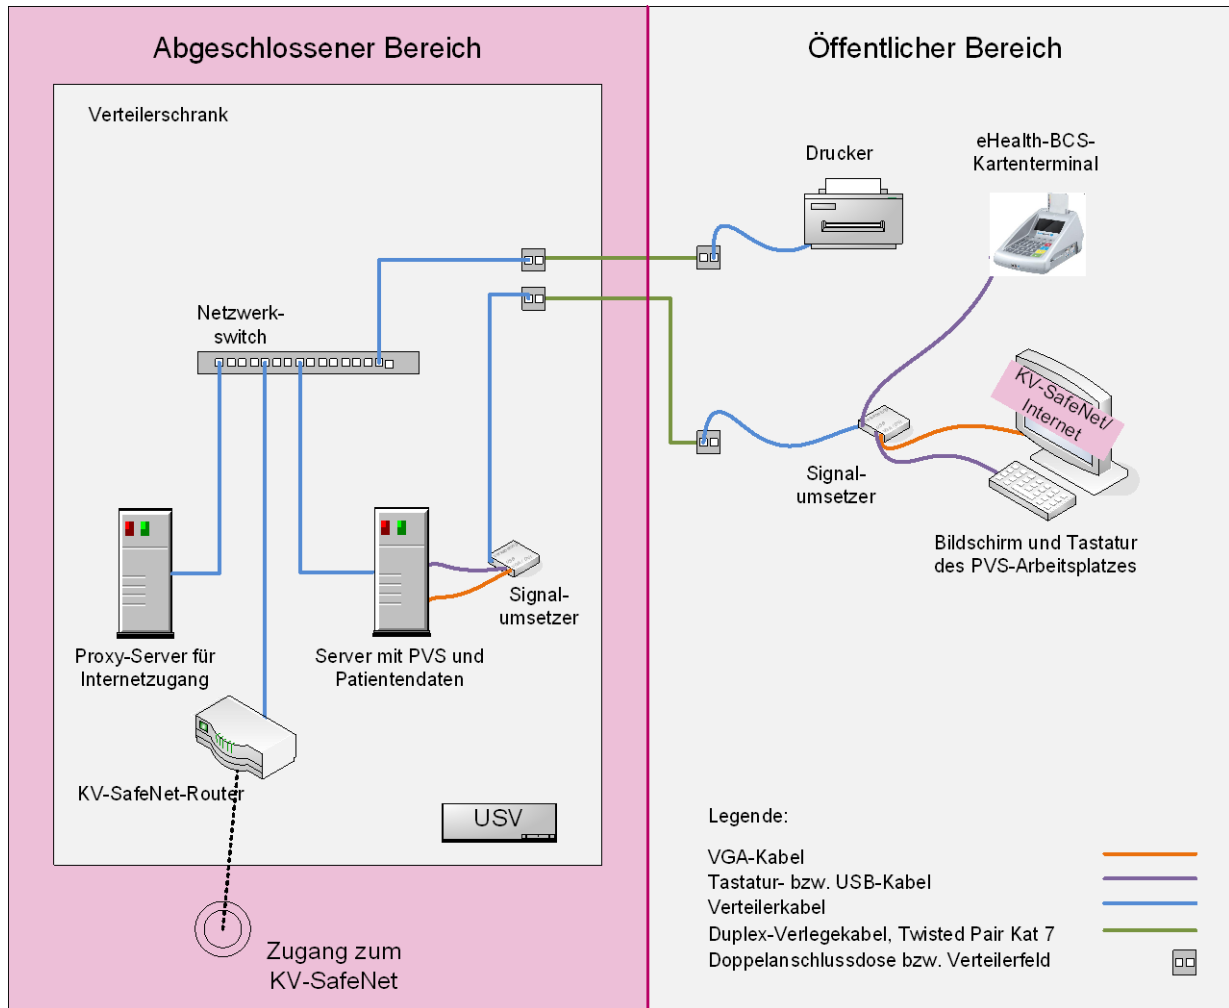 Abgeschlossener Bereich
Öffentlicher Bereich
Verteilerschrank
Drucker
eHealth-BCS-
Kartenterminal
Netzwerk-
switch
KV-SafeNet/
Internet
Signal-
umsetzer
Bildschirm und Tastatur
des PVS-Arbeitsplatzes
Signal-
umsetzer
Proxy-Server für
Internetzugang
Server mit PVS und
Patientendaten
KV-SafeNet-Router
USV
Zugang zum
KV-SafeNet
Legende:
VGA-Kabel
Tastatur- bzw. USB-Kabel
Verteilerkabel
Duplex-Verlegekabel, Twisted Pair Kat 7
Doppelanschlussdose bzw. Verteilerfeld